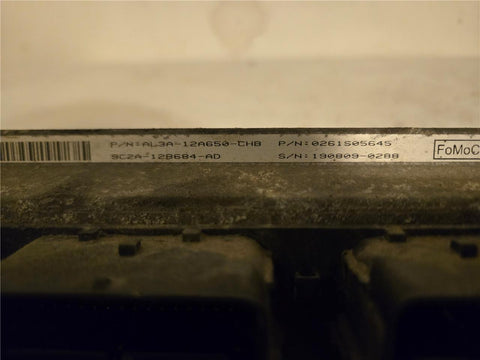 P/N:AL3A-12A650-CHB P/N:0261S05645
9C2A-12B684-AD S/N:190809-0288
FoMoC